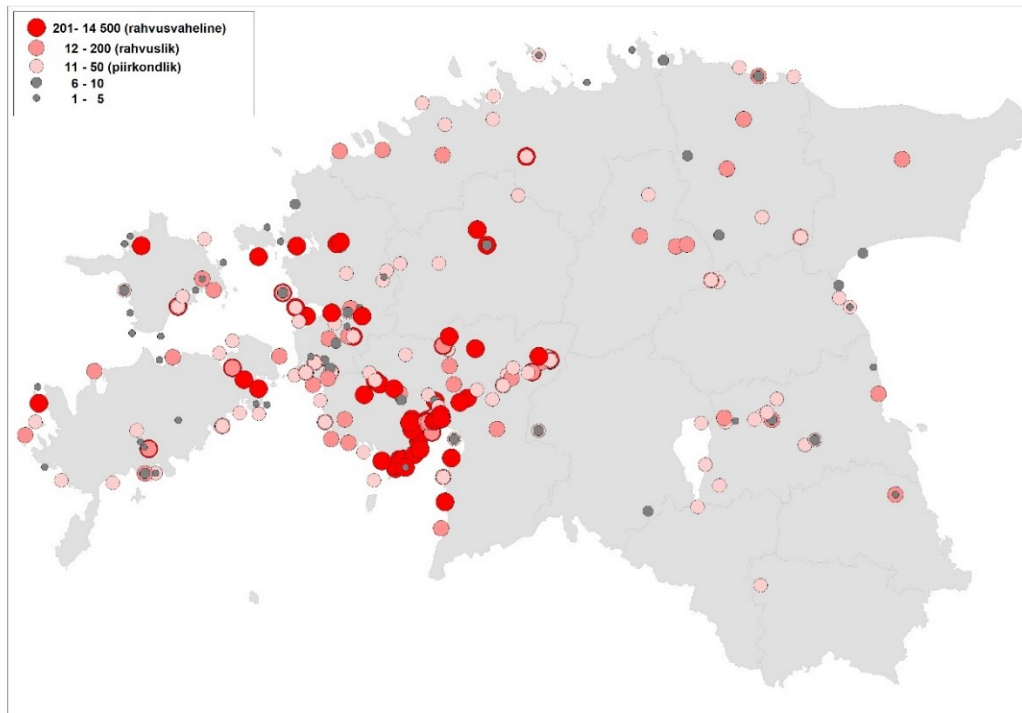 201- 14 500 (rahvusvaheline)
12 - 200 (rahvuslik)
11 - 50 (piirkondlik)
6 - 10
1 - 5